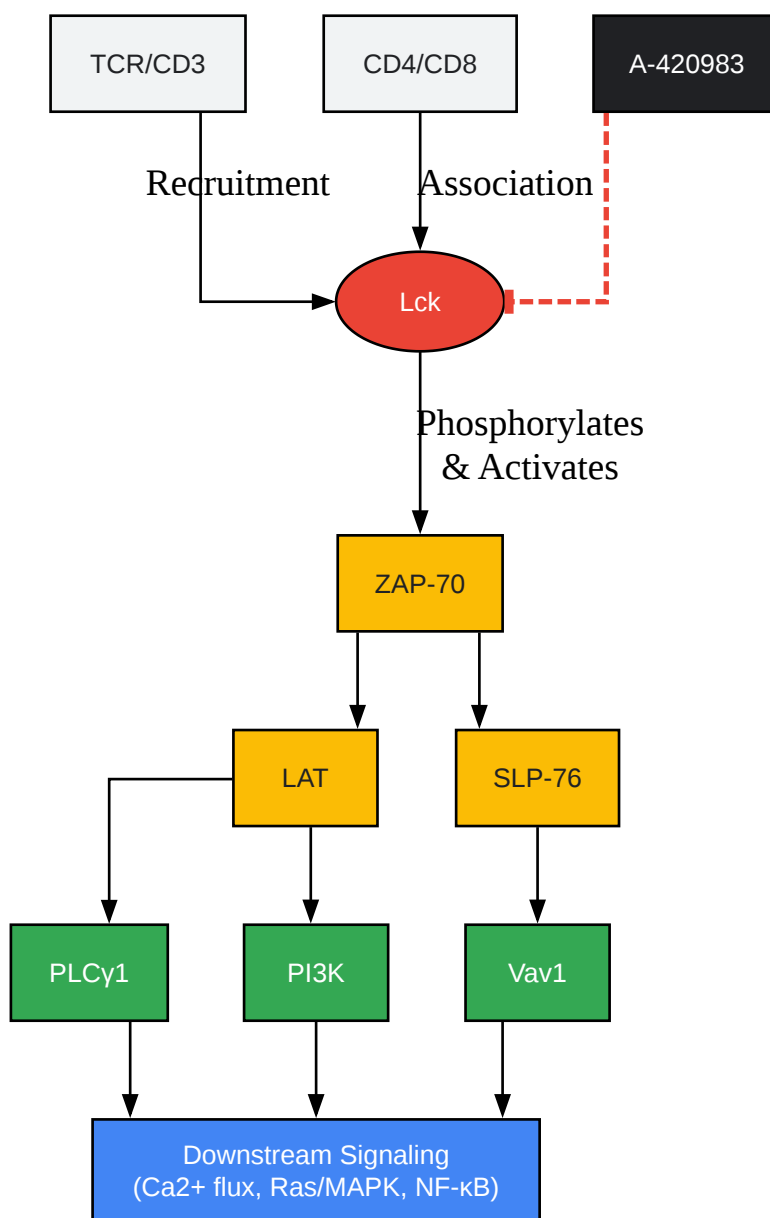 TCR/CD3
CD4/CD8
A-420983
Recruitment
Association
Lck
Phosphorylates
& Activates
ZAP-70
LAT
SLP-76
PLCγ1
PI3K
Vav1
Downstream Signaling
(Ca2+ flux, Ras/MAPK, NF-κB)